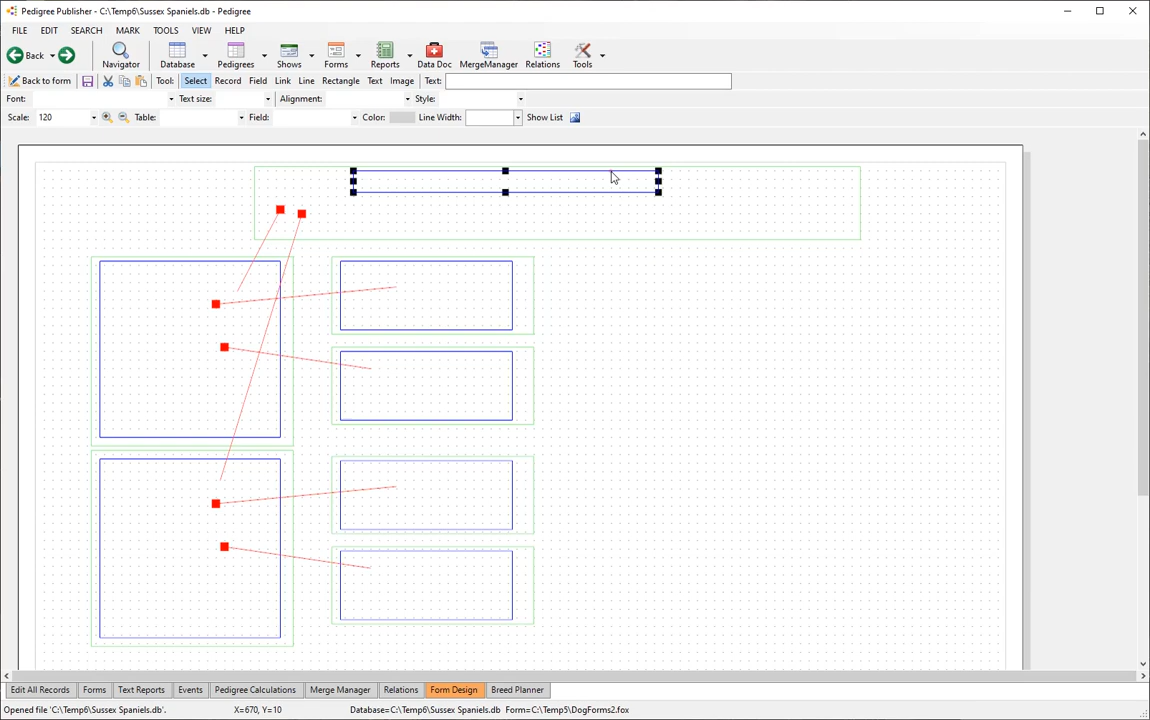 Pedigree Publisher - C:\Temp6\Sussex Spaniels.db - Pedigree
FILE EDIT SEARCH MARK TOOLS VIEW HELP
Back Navigator Database Pedigrees Shows Forms Reports Data Doc MergeManager Relations Tools
Back to form Tool: Select Record Field Link Line Rectangle Text Image Text:
Font: Text size: Alignment: Style:
Scale: 120 Table: Field: Color: Line Width: Show List
Edit All Records Forms Text Reports Events Pedigree Calculations Merge Manager Relations Form Design Breed Planner
Opened file 'C:\Temp6\Sussex Spaniels.db'. X=670, Y=10 Database=C:\Temp6\Sussex Spaniels.db Form=C:\Temp5\DogForms2.fox